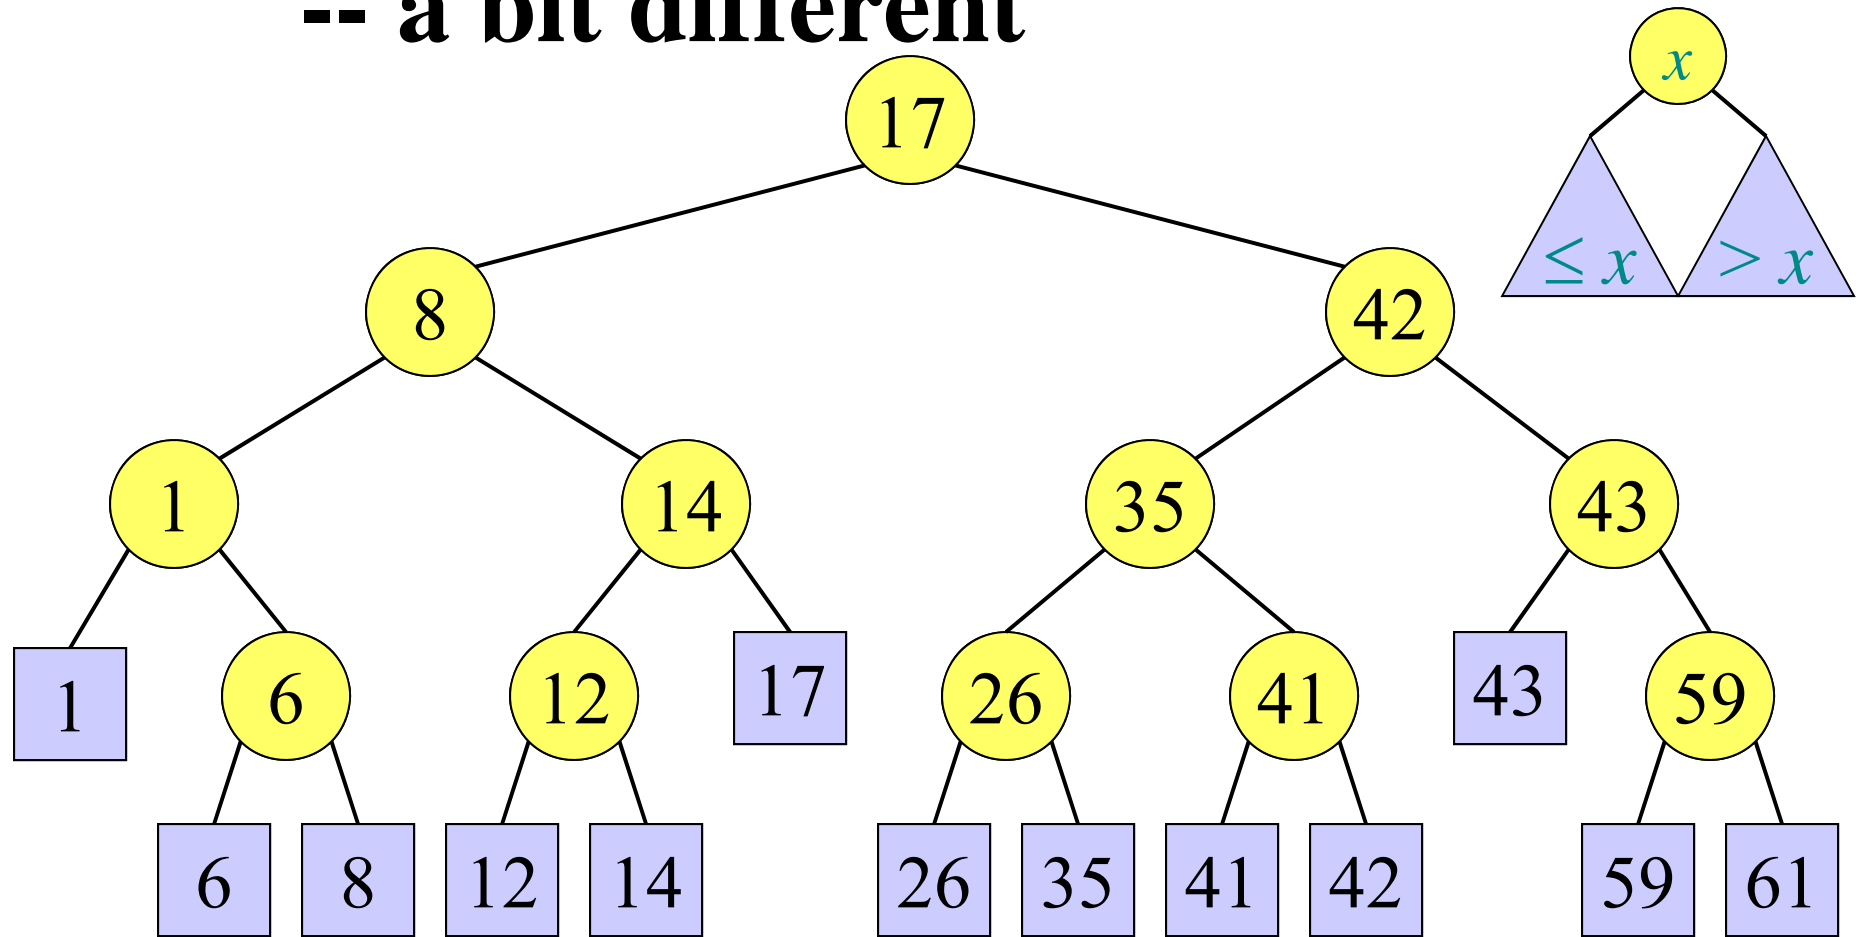 -- a bit different
x
17
≤ x > x
8 42
1 14 35 43
1 6 12 17 26 41 43 59
6 8 12 14 26 35 41 42 59 61